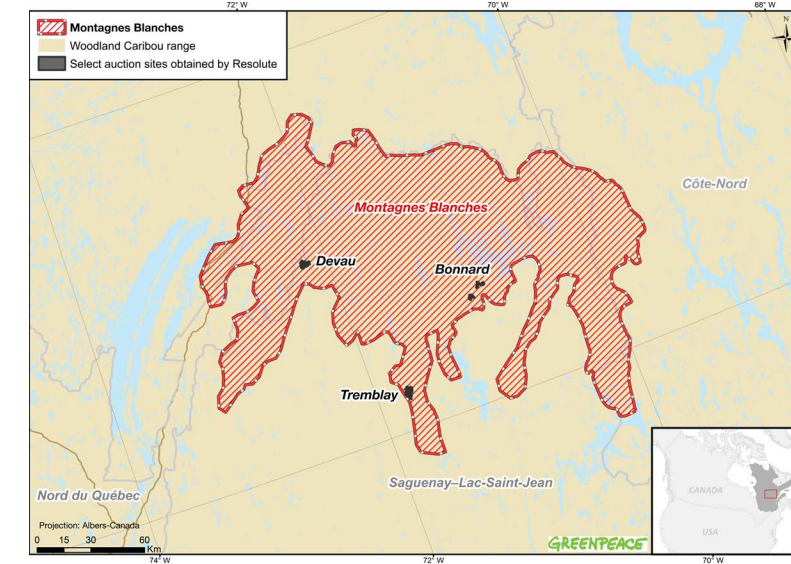 72° W
70° W
68° W
Montagnes Blanches
Woodland Caribou range
Select auction sites obtained by Resolute
N
Côte-Nord
Montagnes Blanches
Devau
Bonnard
Tremblay
Saguenay–Lac-Saint-Jean
Nord du Québec
CANADA
USA
Projection: Albers-Canada
0 15 30 60
Km
GREENPEACE
74° W
72° W
70° W